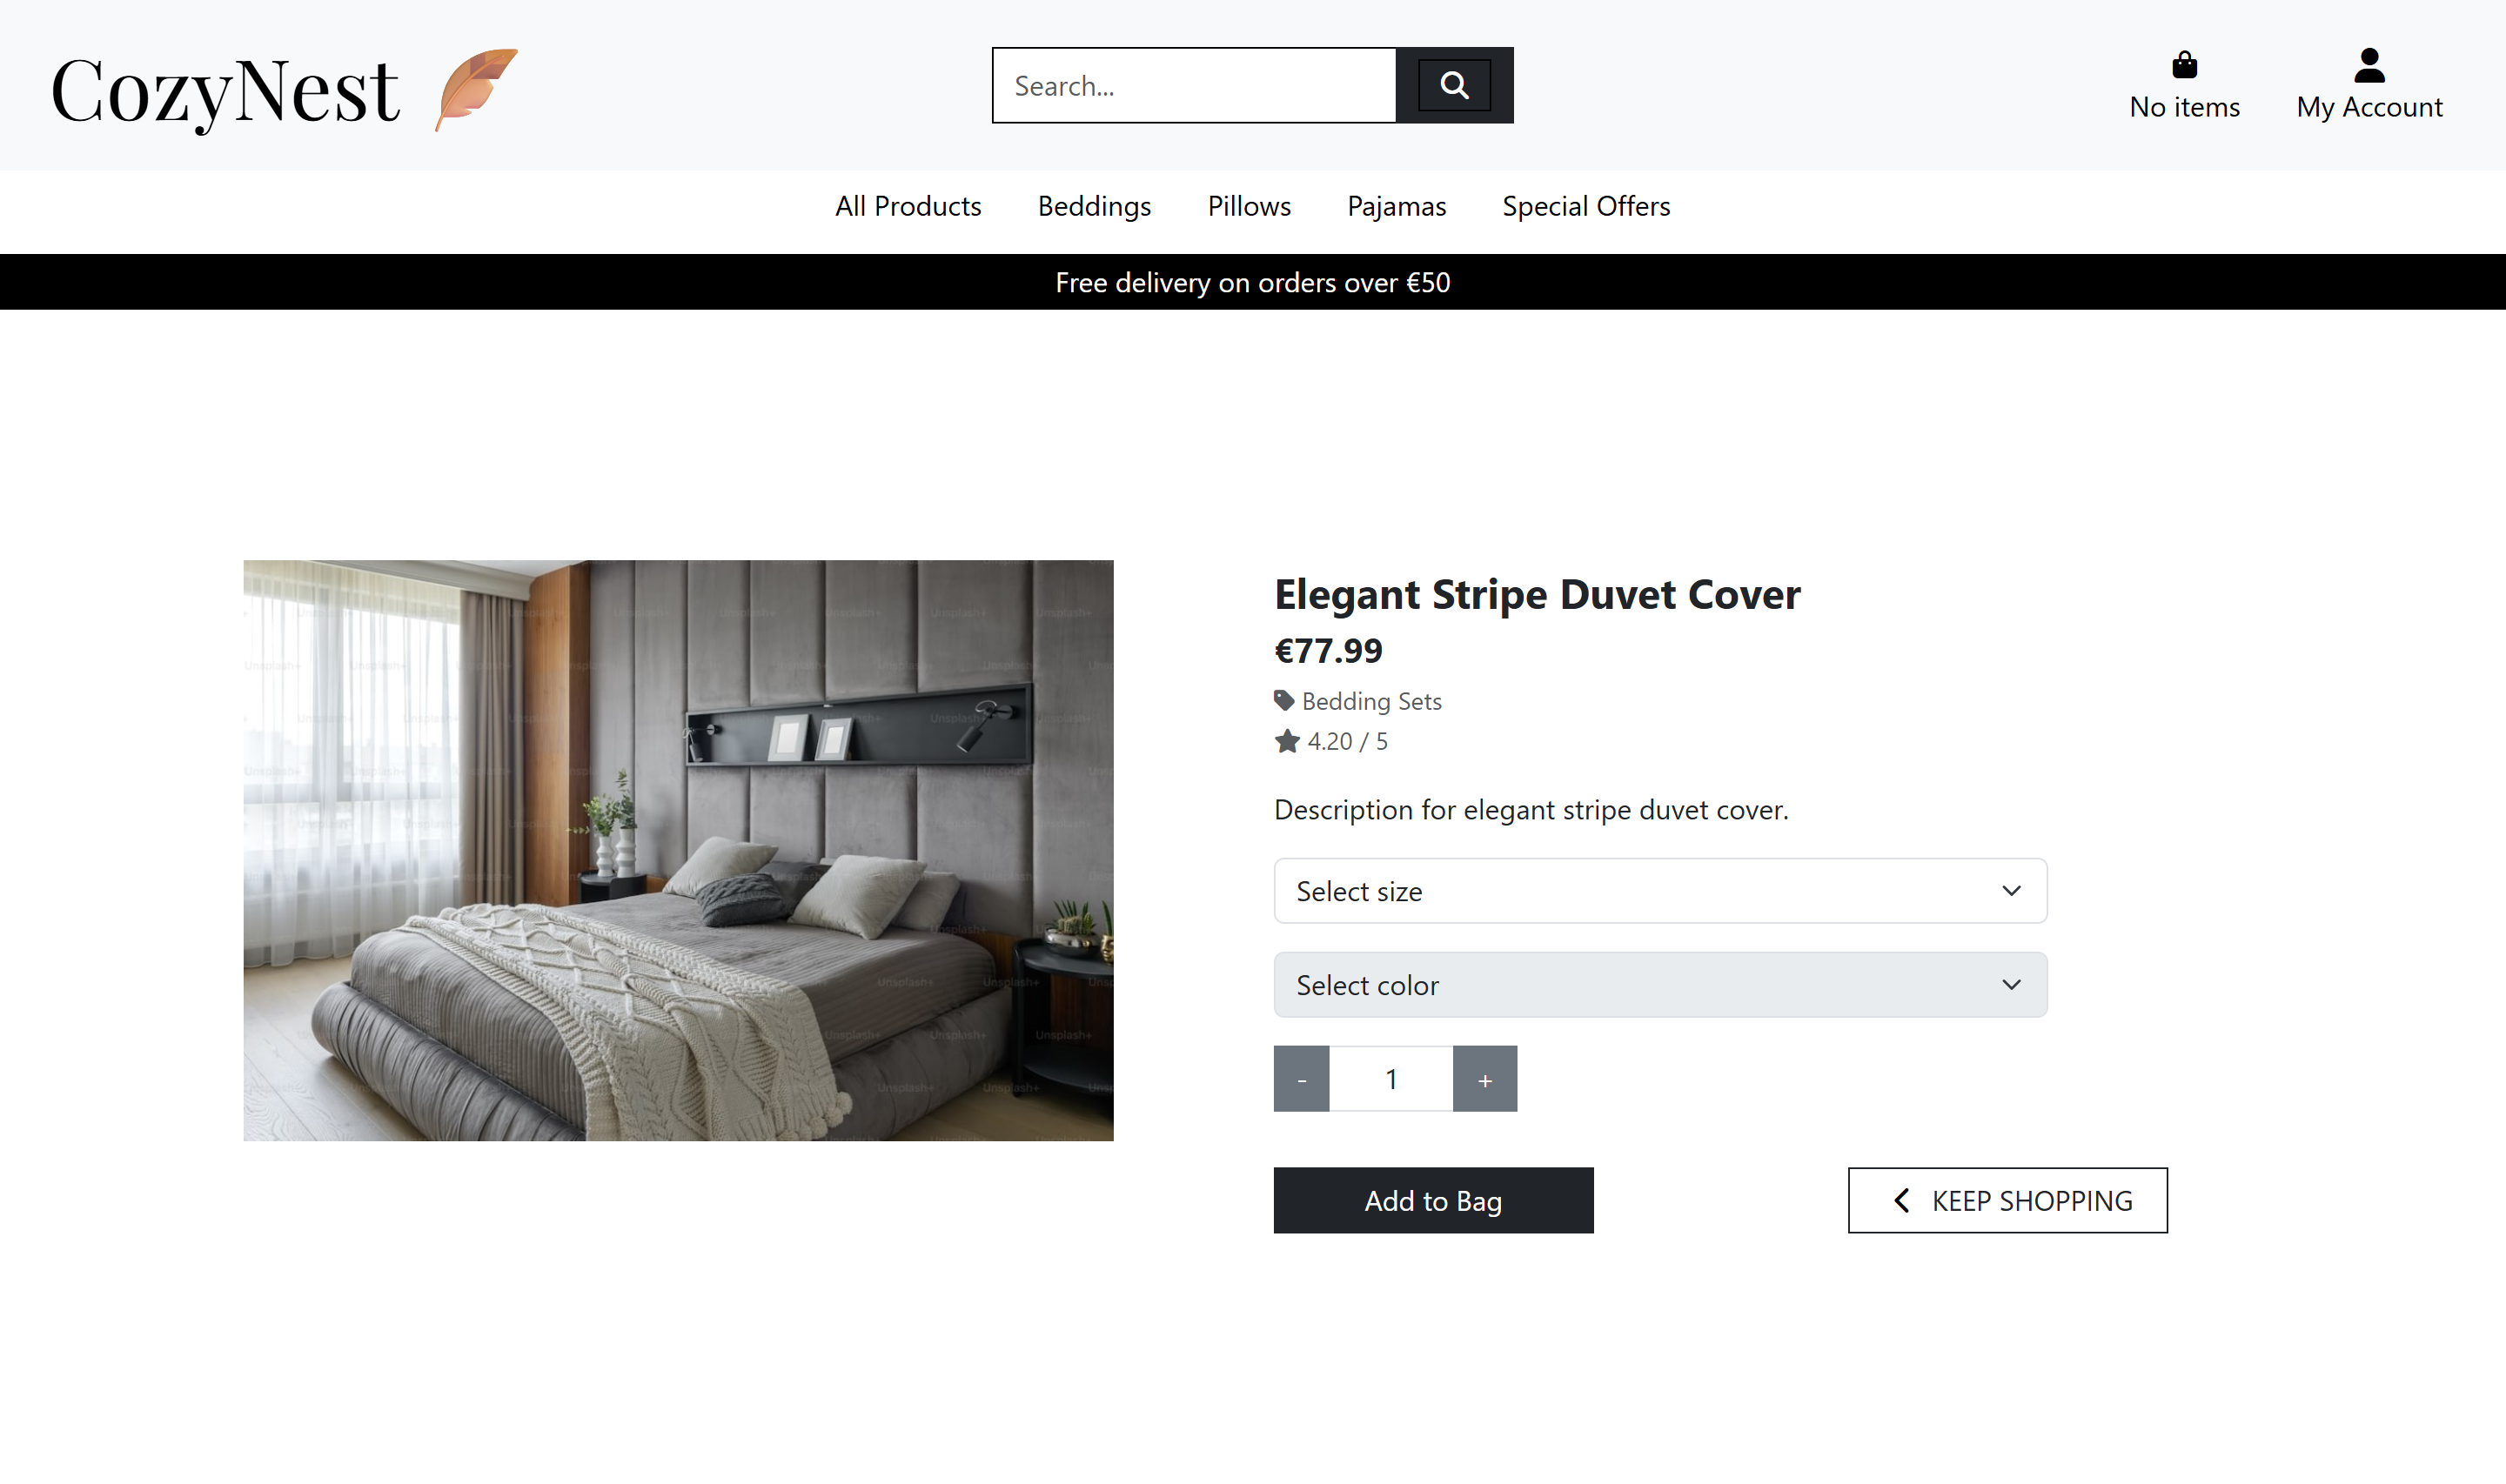 CozyNest
Search...
No items
My Account
All Products
Beddings
Pillows
Pajamas
Special Offers
Free delivery on orders over €50
Elegant Stripe Duvet Cover
€77.99
Bedding Sets
4.20 / 5
Description for elegant stripe duvet cover.
Select size
Select color
- 1 +
Add to Bag
KEEP SHOPPING
Unsplash+